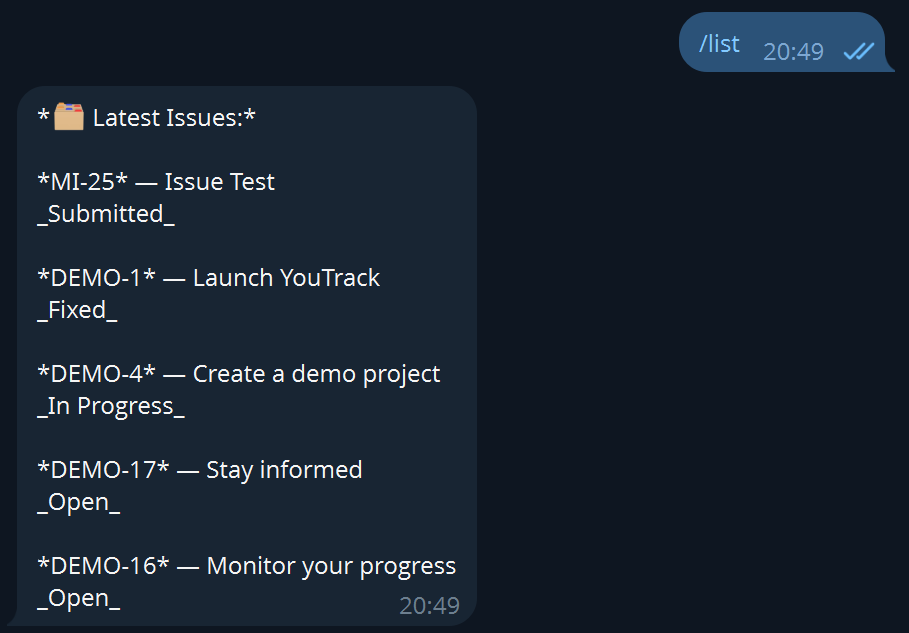 /list 20:49
*🗂️ Latest Issues:*
*MI-25* — Issue Test
_Submitted_
*DEMO-1* — Launch YouTrack
_Fixed_
*DEMO-4* — Create a demo project
_In Progress_
*DEMO-17* — Stay informed
_Open_
*DEMO-16* — Monitor your progress
_Open_ 20:49